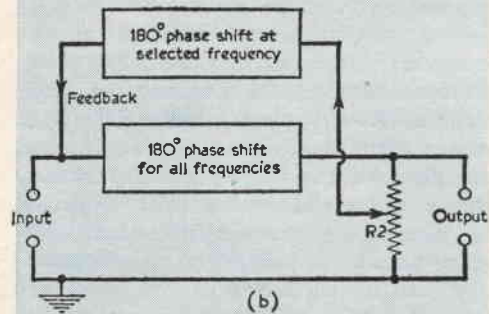 180° phase shift at
selected frequency
Feedback
180° phase shift
for all frequencies
Input
R2
Output
(b)